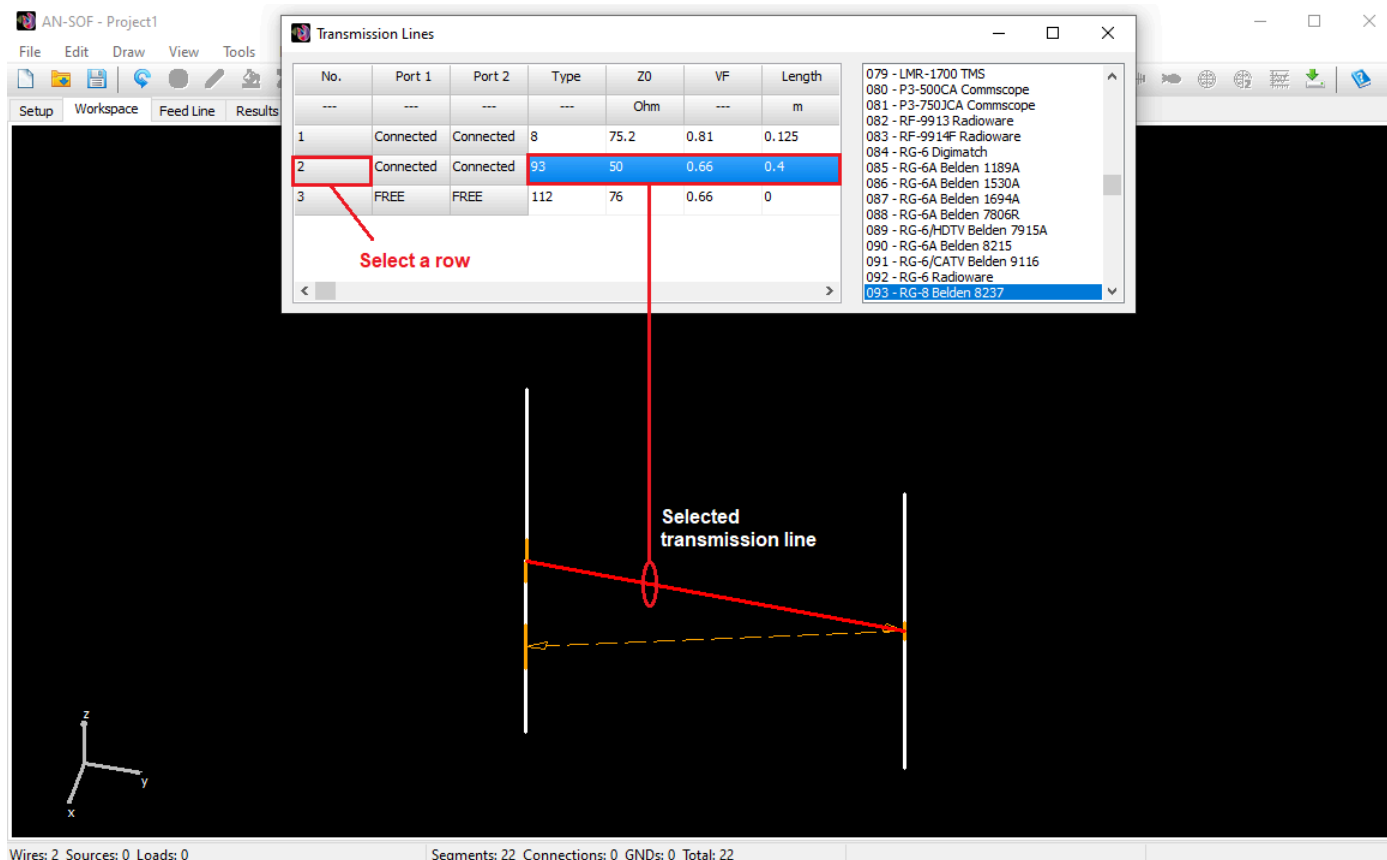 AN-SOF - Project1
File Edit Draw View Tools
Setup Workspace Feed Line Results
Transmission Lines
No. Port 1 Port 2 Type Z0 VF Length
--- --- --- --- Ohm --- m
1 Connected Connected 8 75.2 0.81 0.125
2 Connected Connected 93 50 0.66 0.4
3 FREE FREE 112 76 0.66 0
Select a row
079 - LMR-1700 TMS
080 - P3-500CA Commscope
081 - P3-750JCA Commscope
082 - RF-9913 Radioware
083 - RF-9914F Radioware
084 - RG-6 Digimatch
085 - RG-6A Belden 1189A
086 - RG-6A Belden 1530A
087 - RG-6A Belden 1694A
088 - RG-6A Belden 7806R
089 - RG-6/HDTV Belden 7915A
090 - RG-6A Belden 8215
091 - RG-6/CATV Belden 9116
092 - RG-6 Radioware
093 - RG-8 Belden 8237
Selected
transmission line
z
y
x
Wires: 2 Sources: 0 Loads: 0 Segments: 22 Connections: 0 GNDs: 0 Total: 22